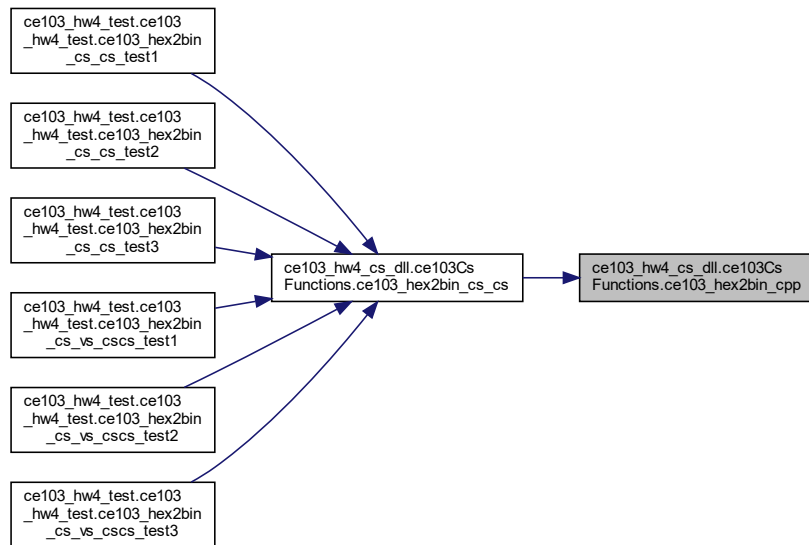 ce103_hw4_test.ce103
_hw4_test.ce103_hex2bin
_cs_cs_test1
ce103_hw4_test.ce103
_hw4_test.ce103_hex2bin
_cs_cs_test2
ce103_hw4_test.ce103
_hw4_test.ce103_hex2bin
_cs_cs_test3
ce103_hw4_test.ce103
_hw4_test.ce103_hex2bin
_cs_vs_cscs_test1
ce103_hw4_test.ce103
_hw4_test.ce103_hex2bin
_cs_vs_cscs_test2
ce103_hw4_test.ce103
_hw4_test.ce103_hex2bin
_cs_vs_cscs_test3
ce103_hw4_cs_dll.ce103Cs
Functions.ce103_hex2bin_cs_cs
ce103_hw4_cs_dll.ce103Cs
Functions.ce103_hex2bin_cpp